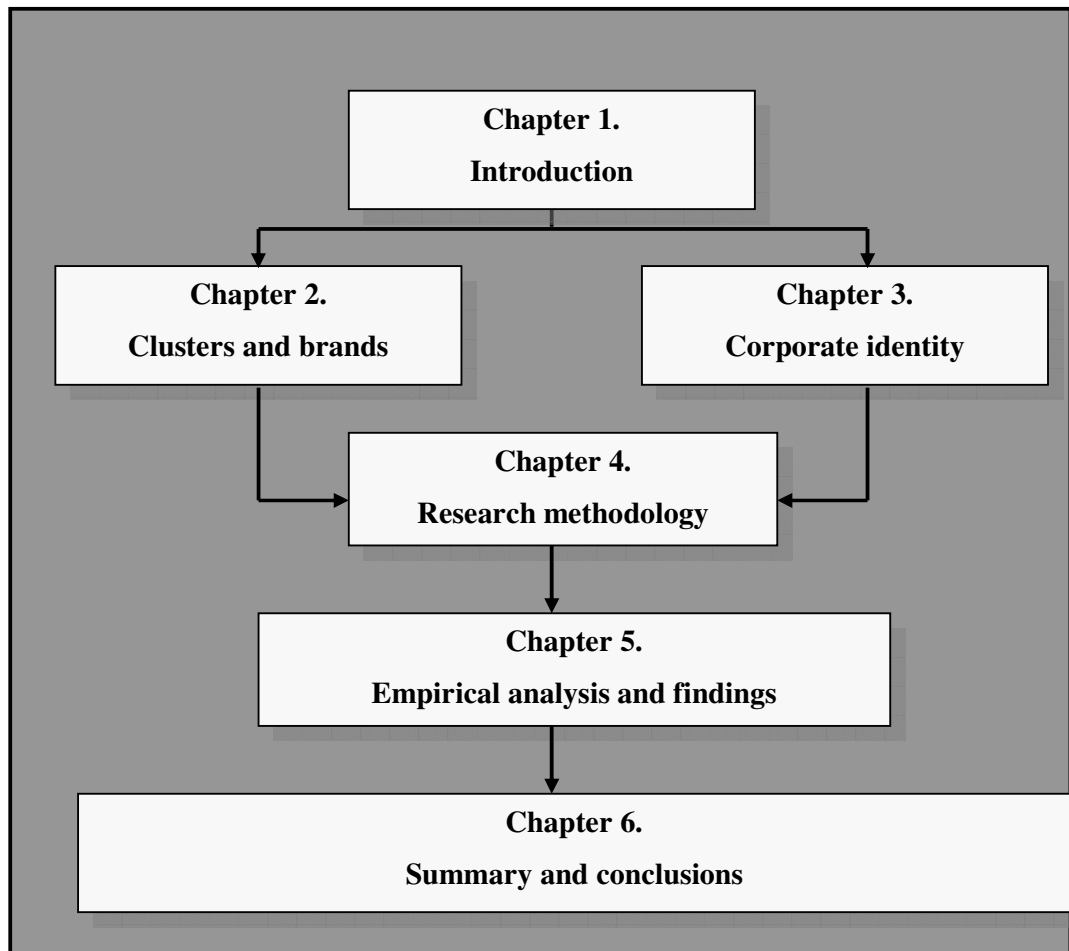 Chapter 1.
Introduction
Chapter 2.
Clusters and brands
Chapter 3.
Corporate identity
Chapter 4.
Research methodology
Chapter 5.
Empirical analysis and findings
Chapter 6.
Summary and conclusions